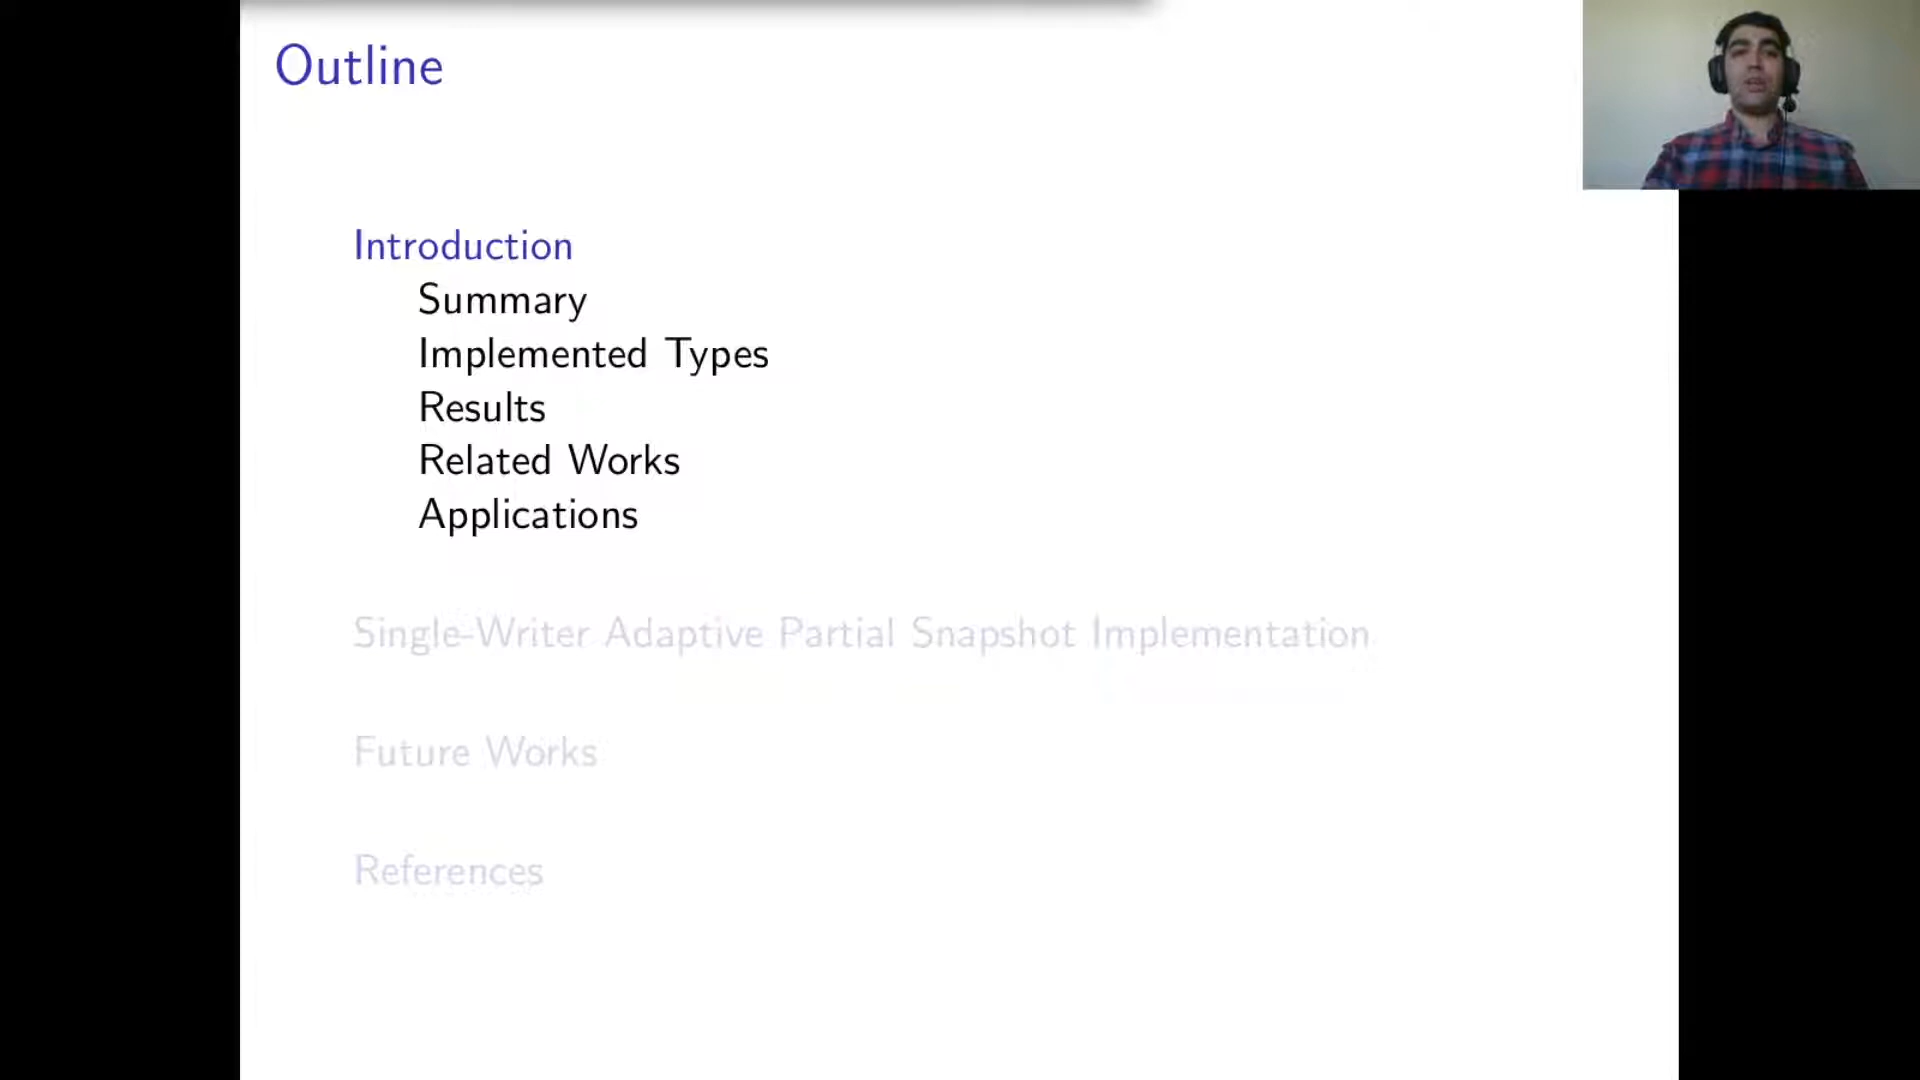 Outline
Introduction
Summary
Implemented Types
Results
Related Works
Applications
Single-Writer Adaptive Partial Snapshot Implementation
Future Works
References